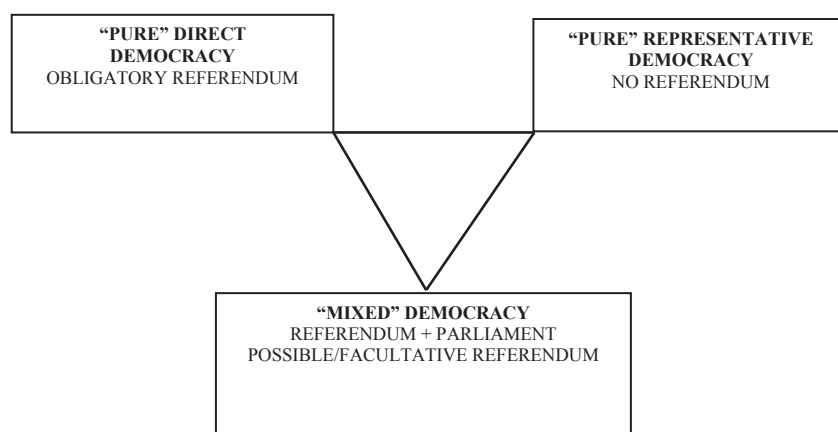 “PURE” DIRECT
DEMOCRACY
OBLIGATORY REFERENDUM
“PURE” REPRESENTATIVE
DEMOCRACY
NO REFERENDUM
“MIXED” DEMOCRACY
REFERENDUM + PARLIAMENT
POSSIBLE/FACULTATIVE REFERENDUM